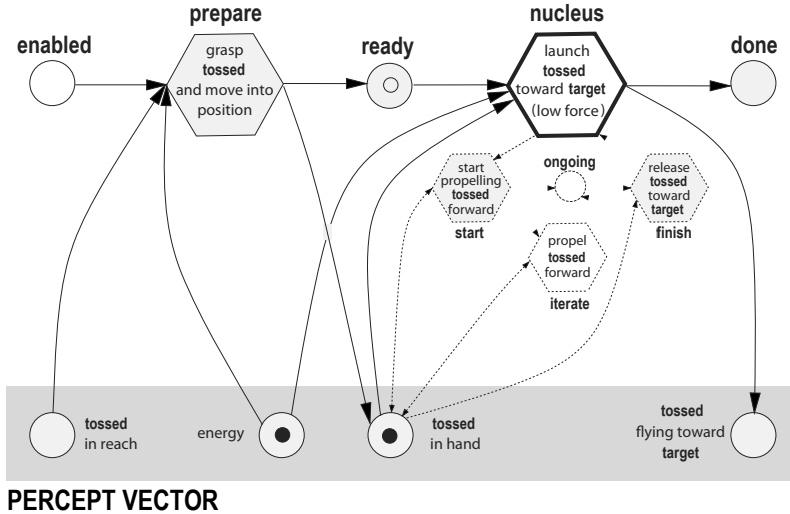 prepare
nucleus
enabled
ready
done
grasp
tossed
and move into
position
launch
tossed
toward target
(low force)
start
propelling
tossed
forward
start
ongoing
release
tossed
toward
target
finish
propel
tossed
forward
iterate
tossed
in reach
energy
tossed
in hand
tossed
flying toward
target
PERCEPT VECTOR